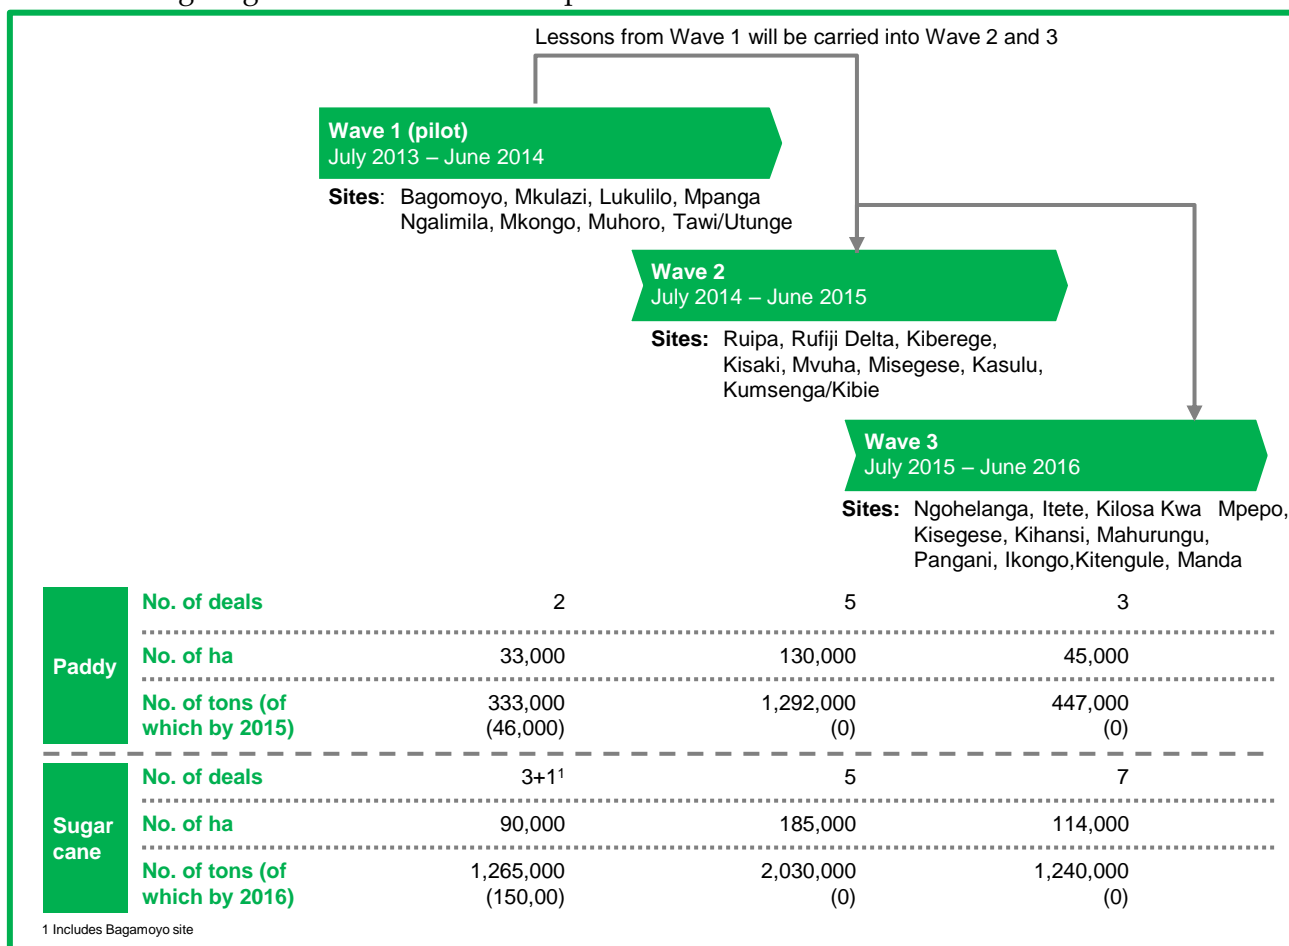 Lessons from Wave 1 will be carried into Wave 2 and 3
Wave 1 (pilot)
July 2013 – June 2014
Sites: Bagomoyo, Mkulazi, Lukulilo, Mpanga
Ngalimila, Mkongo, Muhoro, Tawi/Utunge
Wave 2
July 2014 – June 2015
Sites: Ruipa, Rufiji Delta, Kiberege,
Kisaki, Mvuha, Misegese, Kasulu,
Kumsenga/Kibie
Wave 3
July 2015 – June 2016
Sites: Ngohelanga, Itete, Kilosa Kwa Mpepo,
Kisegese, Kihansi, Mahurungu,
Pangani, Ikongo,Kitengule, Manda
Paddy
No. of deals 2 5 3
No. of ha 33,000 130,000 45,000
No. of tons (of 333,000 1,292,000 447,000
which by 2015) (46,000) (0) (0)
Sugar
cane
No. of deals 3+1¹ 5 7
No. of ha 90,000 185,000 114,000
No. of tons (of 1,265,000 2,030,000 1,240,000
which by 2016) (150,00) (0) (0)
1 Includes Bagamoyo site